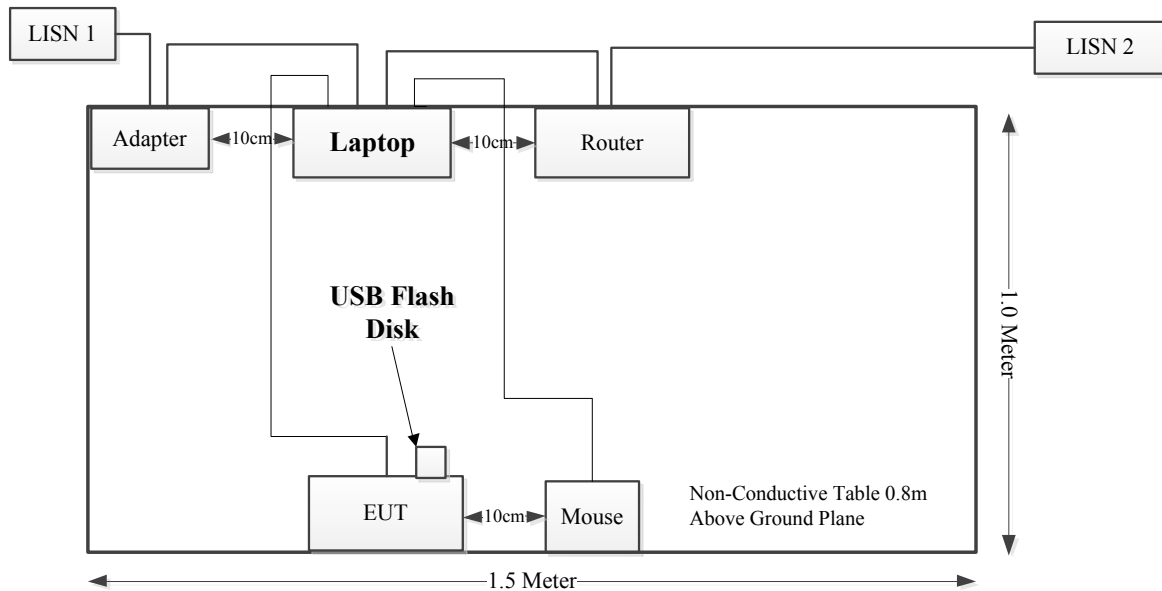 LISN 1
LISN 2
Adapter
10cm
Laptop
10cm
Router
USB Flash
Disk
1.0 Meter
EUT
10cm
Mouse
Non-Conductive Table 0.8m
Above Ground Plane
1.5 Meter